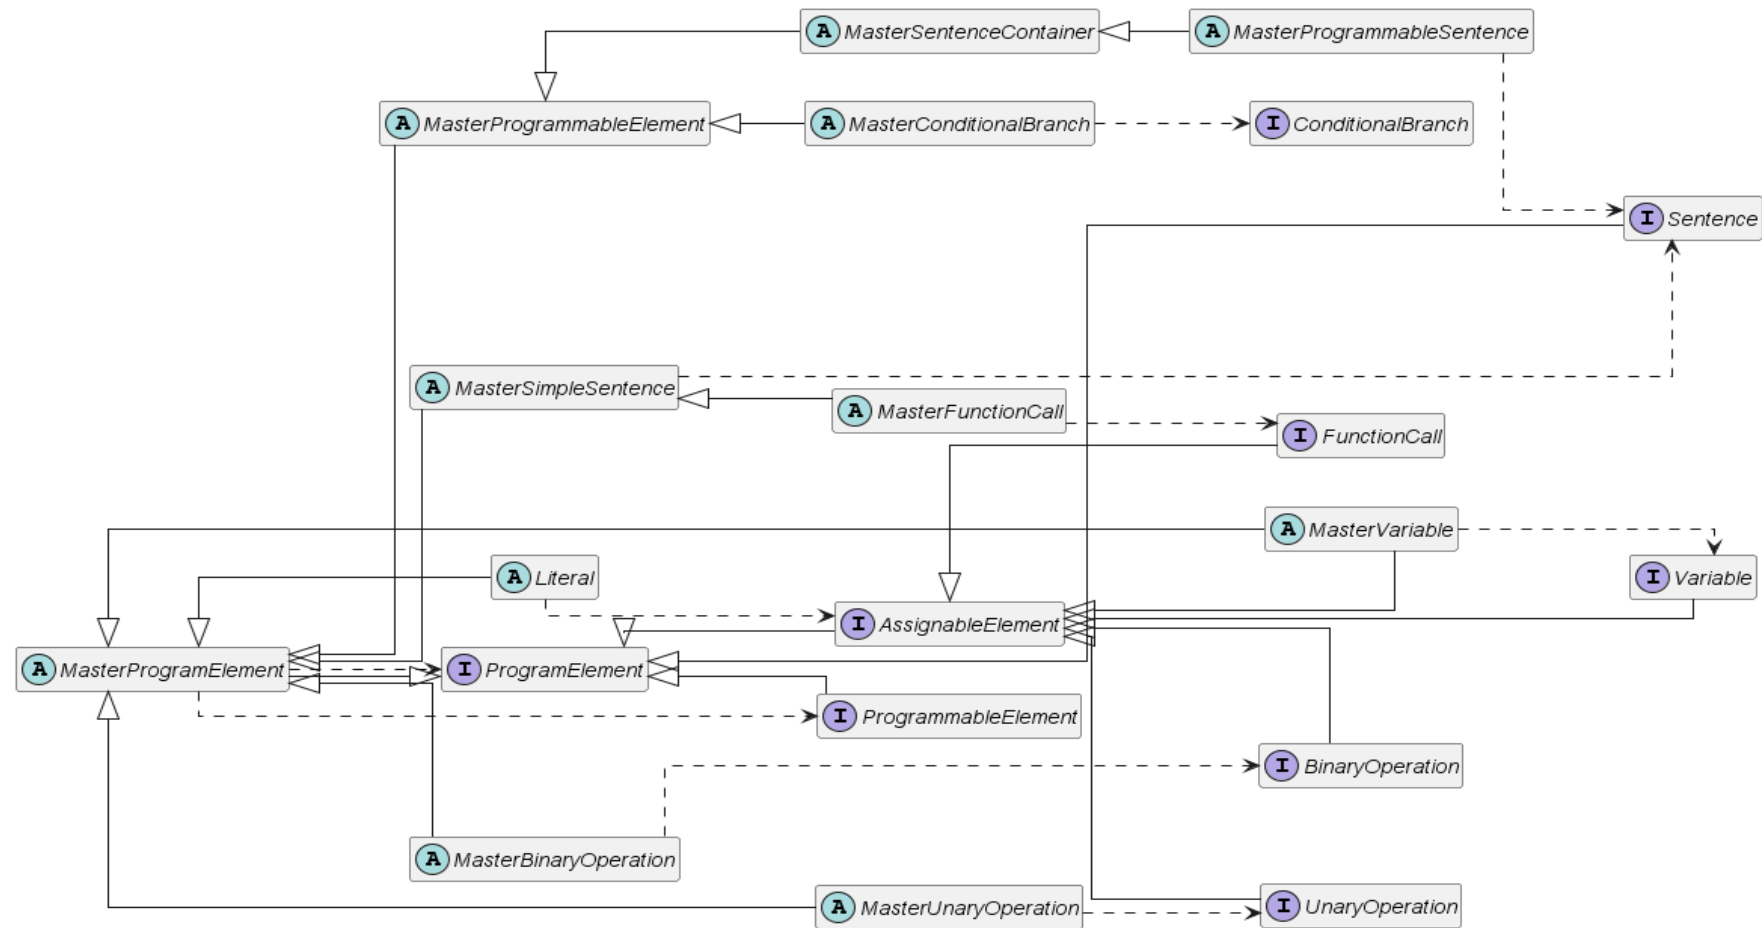 A MasterSentenceContainer
A MasterProgrammableSentence
A MasterProgrammableElement
A MasterConditionalBranch
I ConditionalBranch
I Sentence
A MasterSimpleSentence
A MasterFunctionCall
I FunctionCall
A MasterVariable
A Literal
I Variable
I AssignableElement
A MasterProgramElement
I ProgramElement
I ProgrammableElement
I BinaryOperation
A MasterBinaryOperation
A MasterUnaryOperation
I UnaryOperation